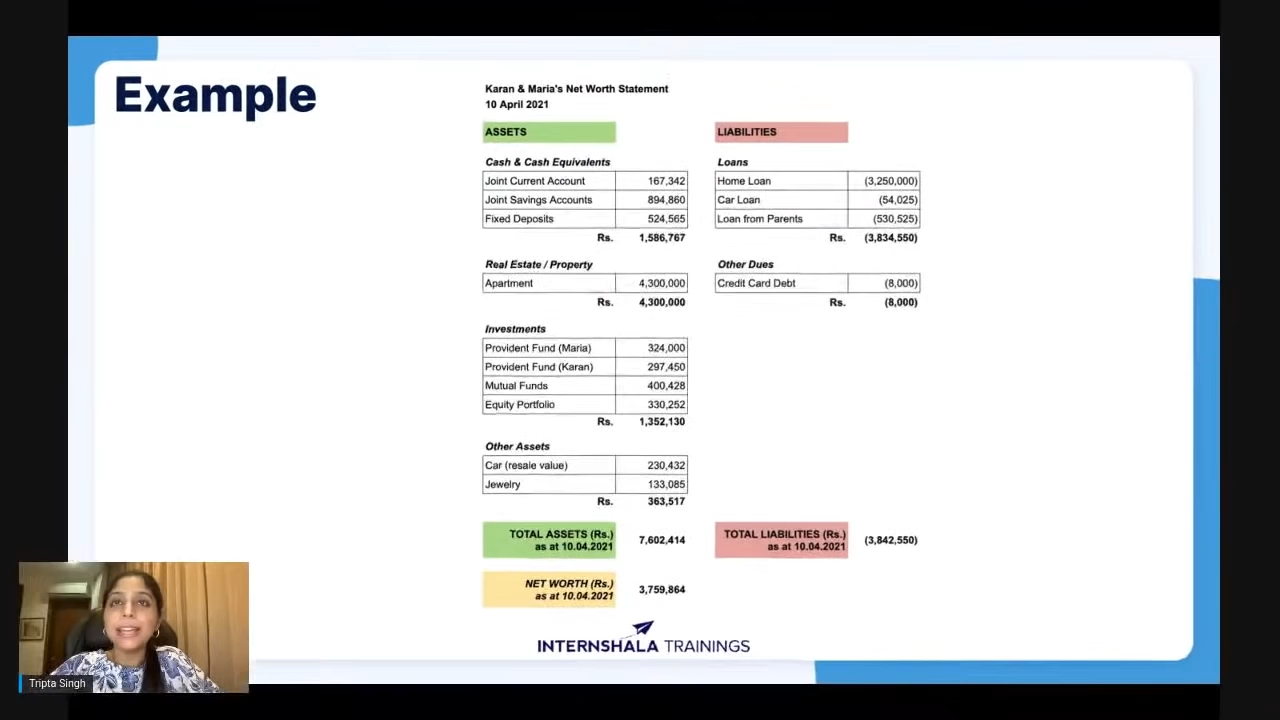 Example
Karan & Maria's Net Worth Statement
10 April 2021
ASSETS
Cash & Cash Equivalents
Joint Current Account 167,342
Joint Savings Accounts 894,860
Fixed Deposits 524,565
Rs. 1,586,767
Real Estate / Property
Apartment 4,300,000
Rs. 4,300,000
Investments
Provident Fund (Maria) 324,000
Provident Fund (Karan) 297,450
Mutual Funds 400,428
Equity Portfolio 330,252
Rs. 1,352,130
Other Assets
Car (resale value) 230,432
Jewelry 133,085
Rs. 363,517
TOTAL ASSETS (Rs.)
as at 10.04.2021 7,602,414
NET WORTH (Rs.)
as at 10.04.2021 3,759,864
LIABILITIES
Loans
Home Loan (3,250,000)
Car Loan (54,025)
Loan from Parents (530,525)
Rs. (3,834,550)
Other Dues
Credit Card Debt (8,000)
Rs. (8,000)
TOTAL LIABILITIES (Rs.)
as at 10.04.2021 (3,842,550)
INTERNSHALA TRAININGS
Tripta Singh